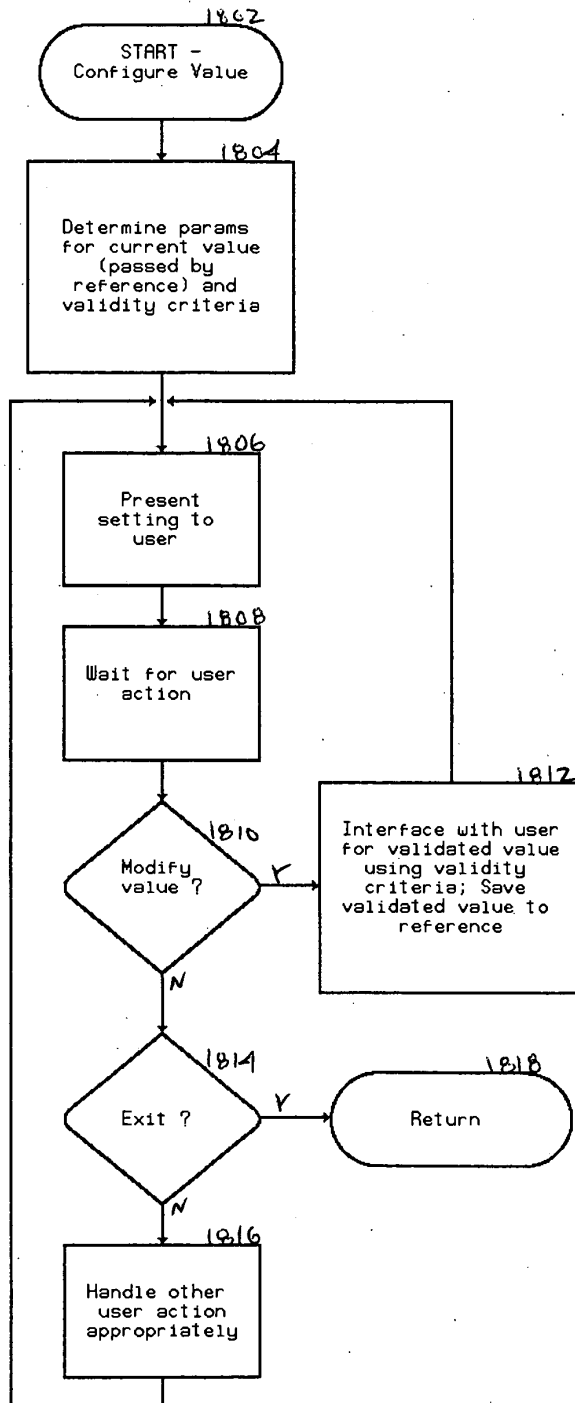 1802
START -
Configure Value
1804
Determine params
for current value
(passed by
reference) and
validity criteria
1806
Present
setting to
user
1808
Wait for user
action
1810
Modify
value ?
Y
N
1812
Interface with user
for validated value
using validity
criteria; Save
validated value to
reference
1814
Exit ?
Y
N
1818
Return
1816
Handle other
user action
appropriately